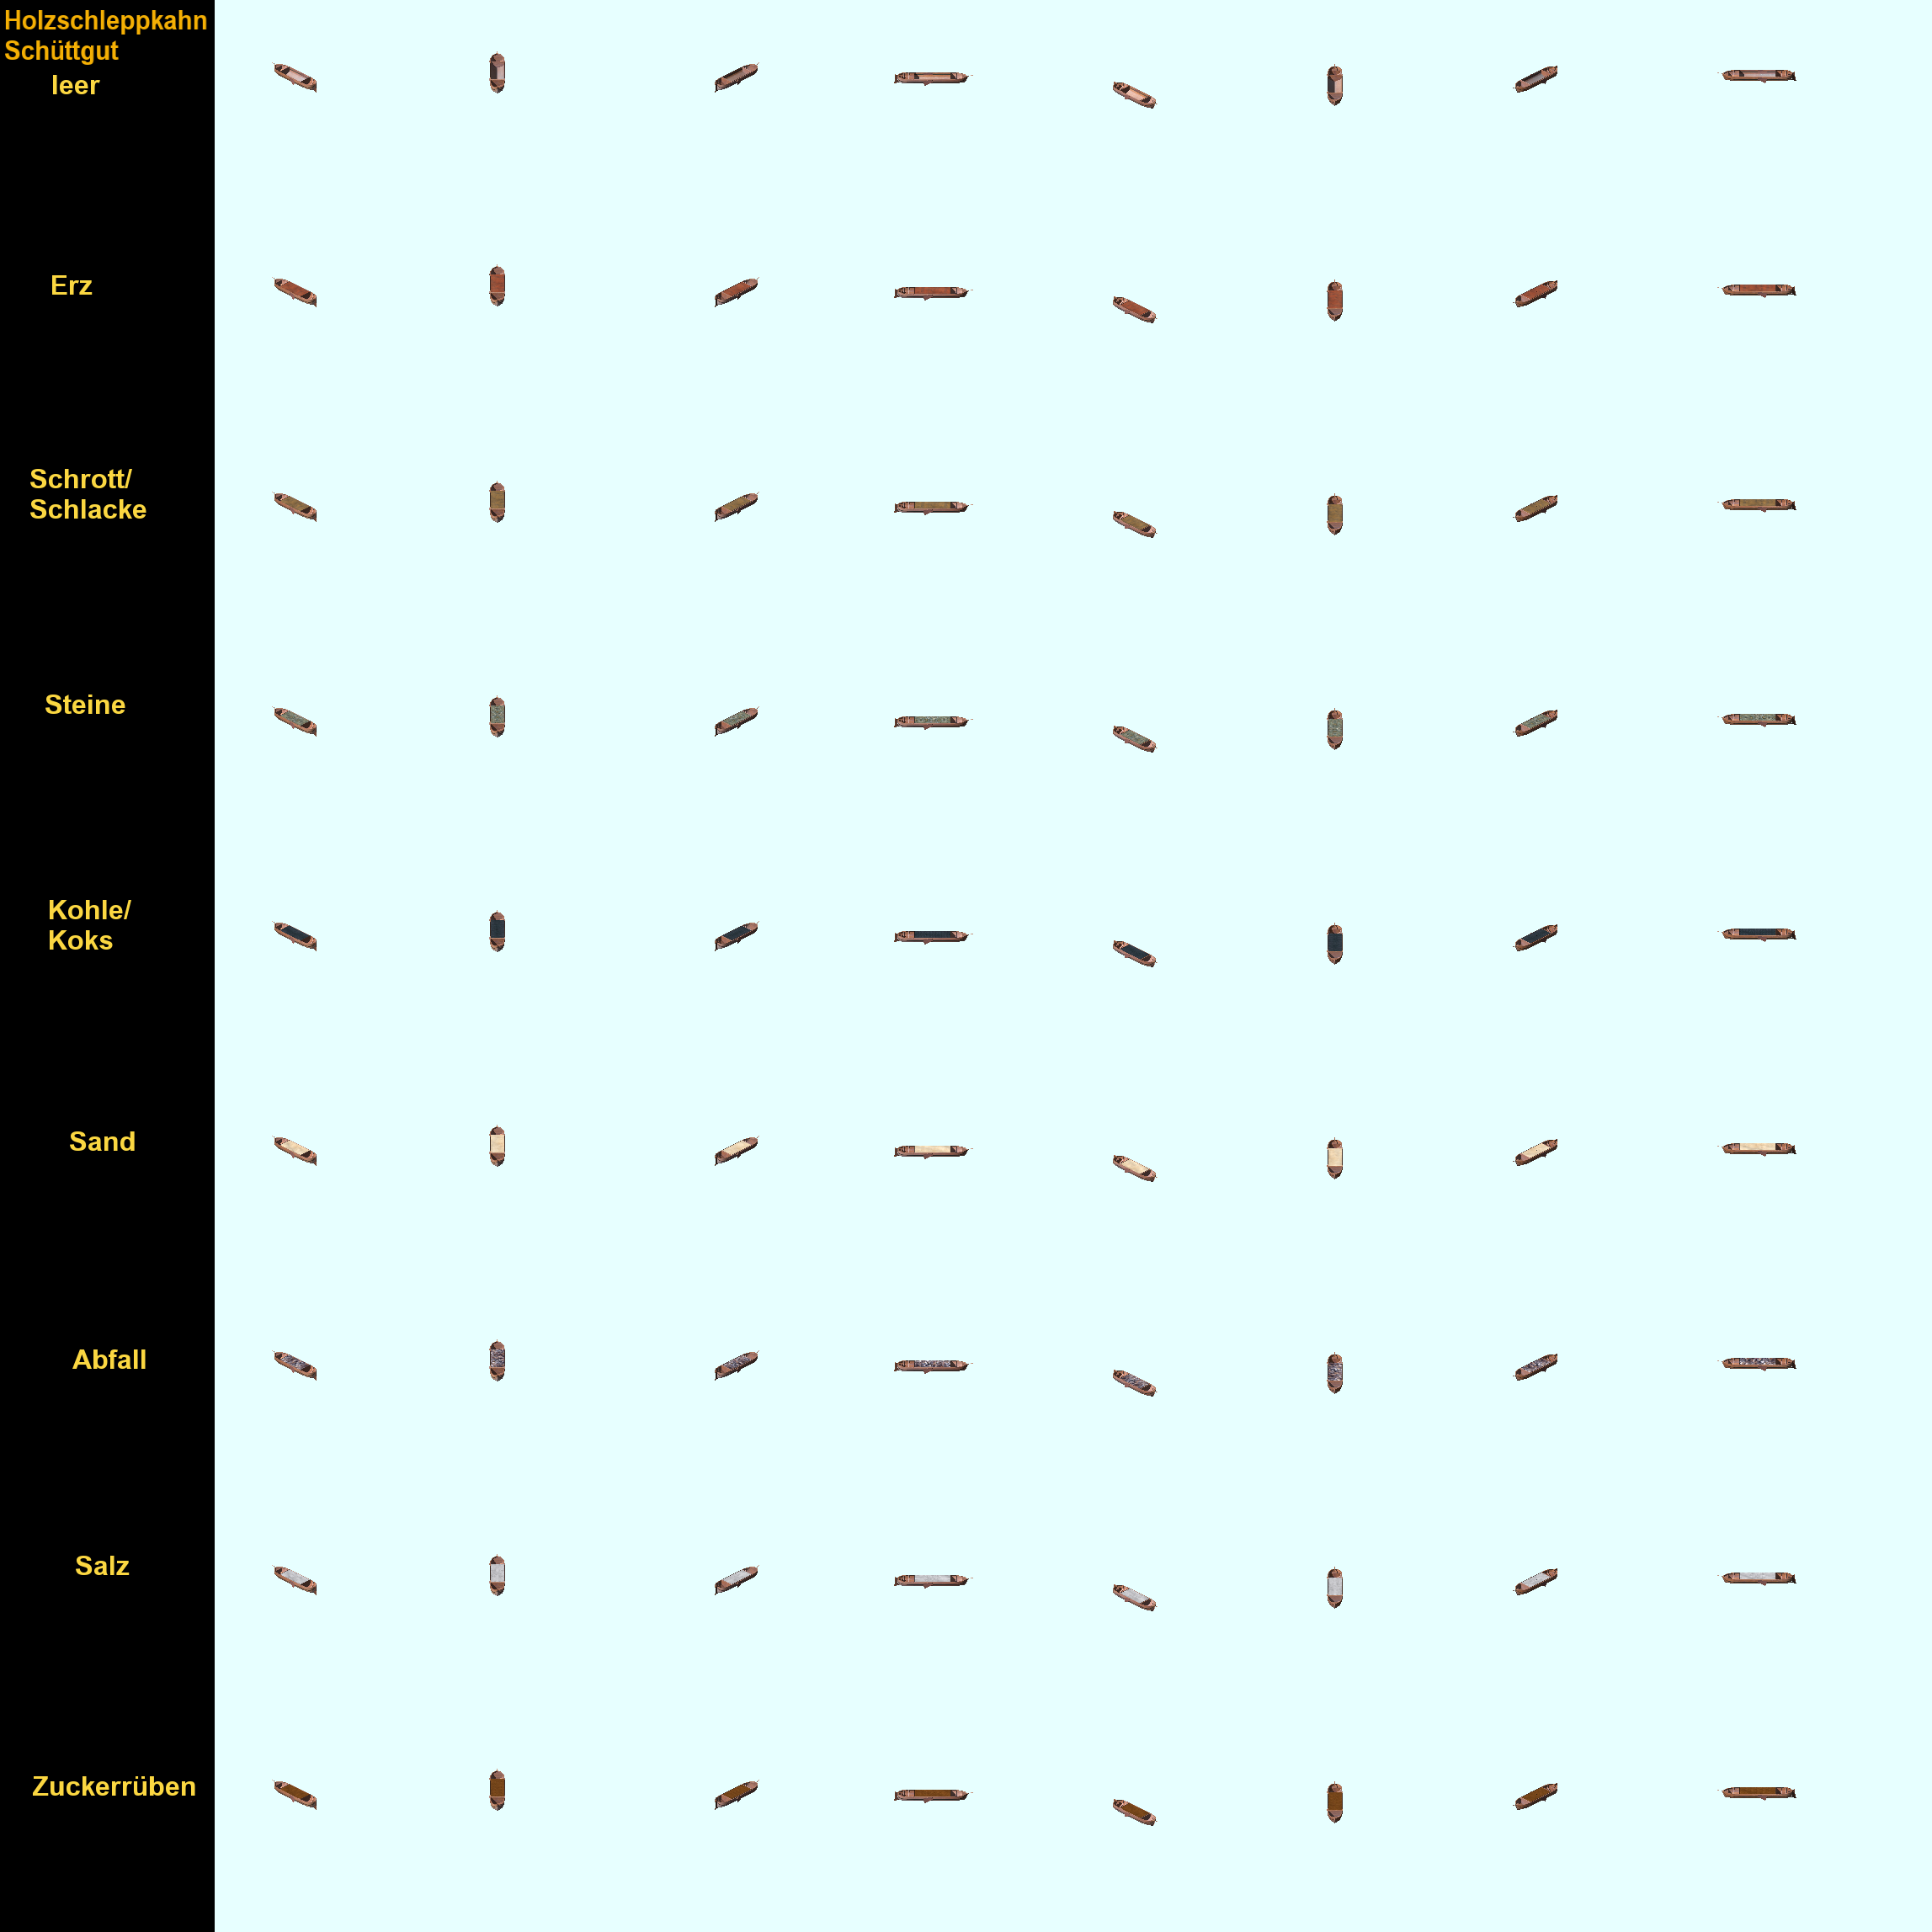 Holzschleppkahn
Schüttgut
leer
Erz
Schrott/
Schlacke
Steine
Kohle/
Koks
Sand
Abfall
Salz
Zuckerrüben